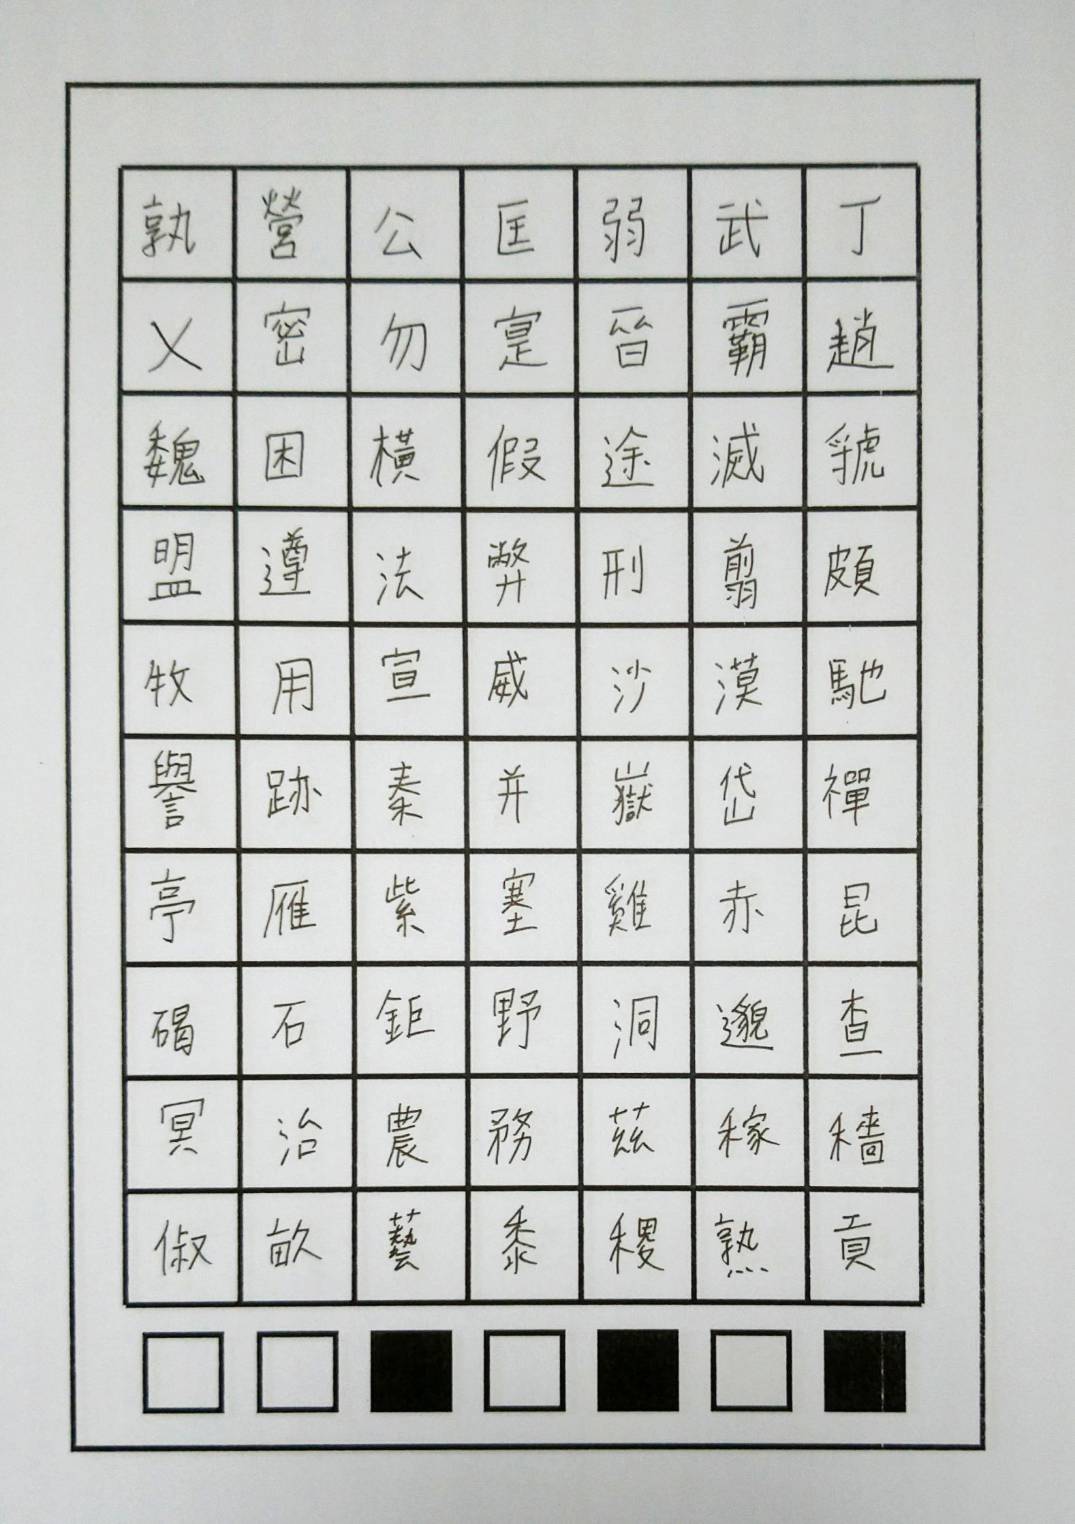 孰營公匡弱武丁
乂密勿寔晉霸趙
魏困橫假途滅虢
盟遵法弊刑翦頗
牧用宣威沙漠馳
譽跡秦并嶽岱禪
亭雁紫塞雞赤昆
碣石鉅野洞邈杳
冥治農務茲稼穡
俶畝藝黍稷熟貢